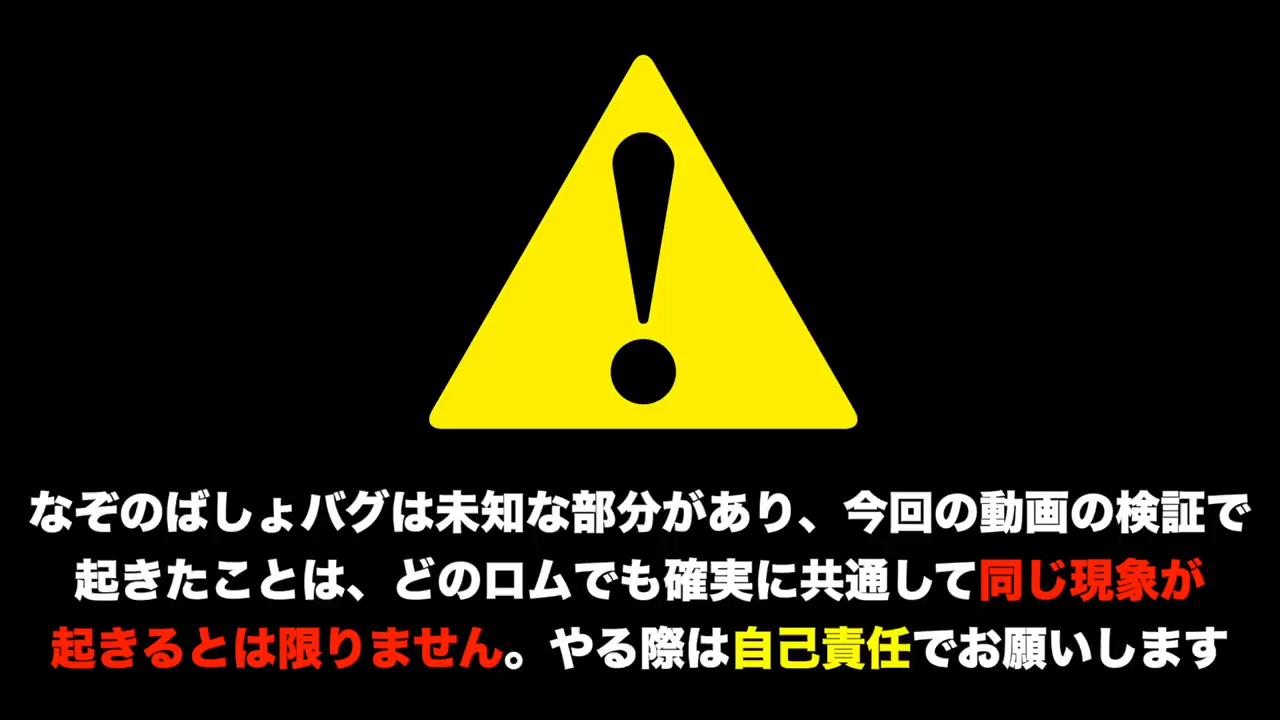 なぞのばしょバグは未知な部分があり、今回の動画の検証で
起きたことは、どのロムでも確実に共通して同じ現象が
起きるとは限りません。やる際は自己責任でお願いします